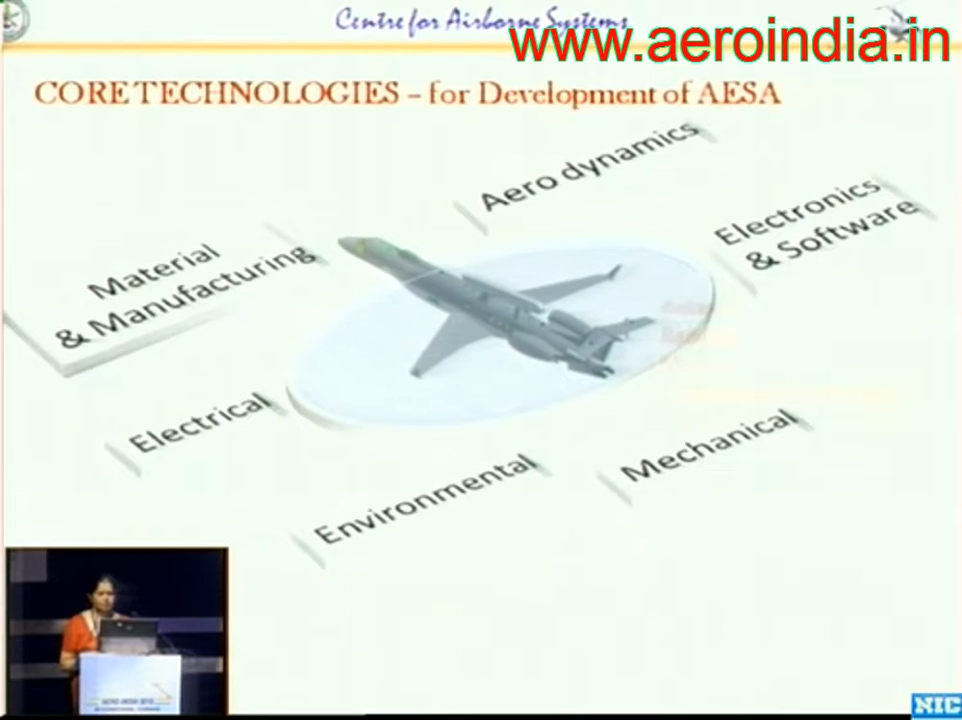 Centre for Airborne Systems
www.aeroindia.in
CORE TECHNOLOGIES – for Development of AESA
Aero dynamics
Electronics
& Software
Material
& Manufacturing
Electrical
Environmental
Mechanical
NIC